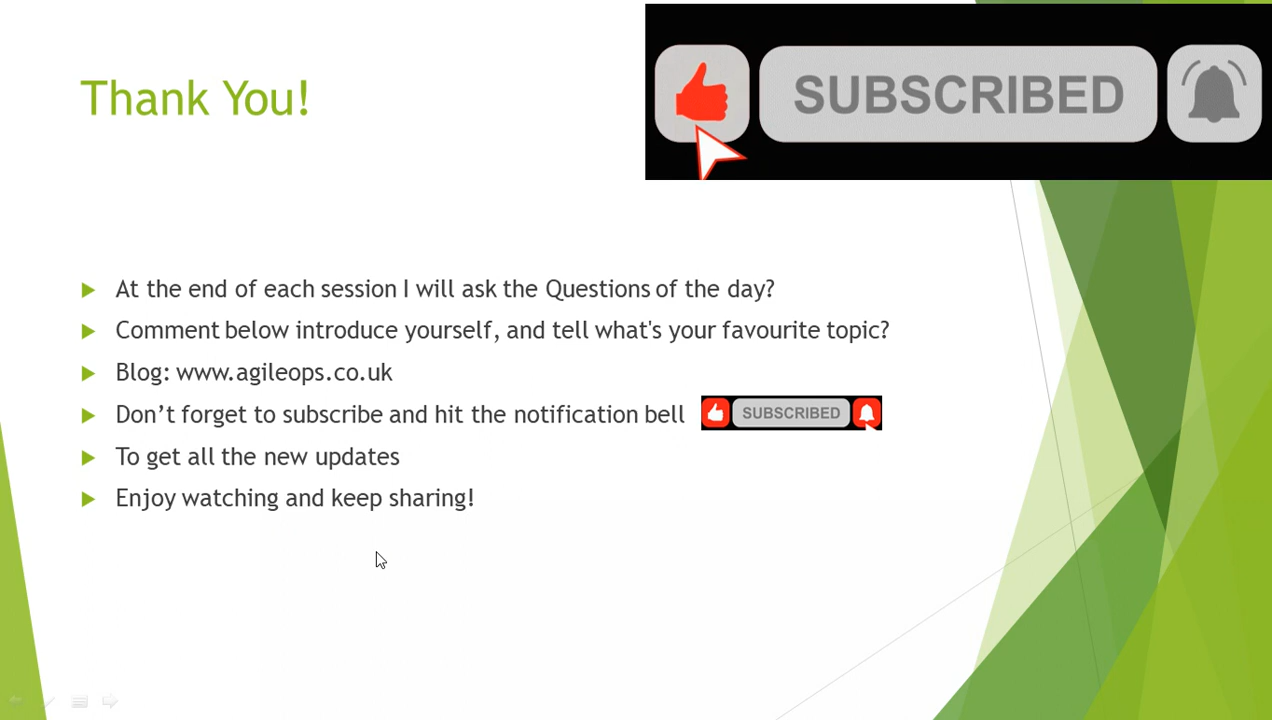 SUBSCRIBED
Thank You!
At the end of each session I will ask the Questions of the day?
Comment below introduce yourself, and tell what's your favourite topic?
Blog: www.agileops.co.uk
Don’t forget to subscribe and hit the notification bell SUBSCRIBED
To get all the new updates
Enjoy watching and keep sharing!